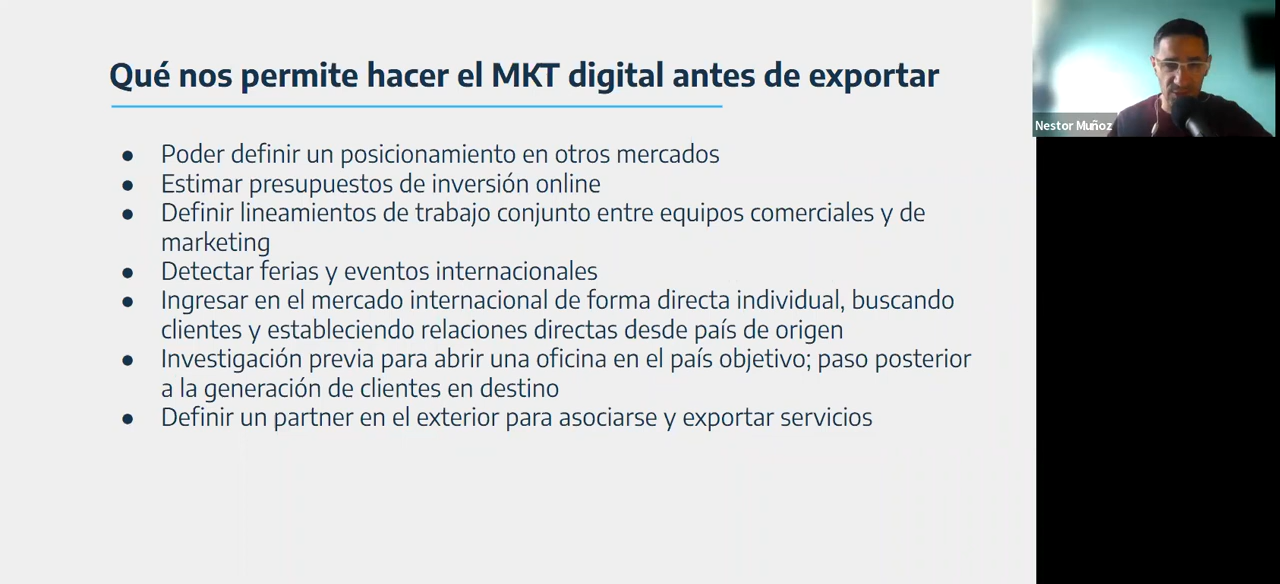 Qué nos permite hacer el MKT digital antes de exportar
● Poder definir un posicionamiento en otros mercados
● Estimar presupuestos de inversión online
● Definir lineamientos de trabajo conjunto entre equipos comerciales y de
marketing
● Detectar ferias y eventos internacionales
● Ingresar en el mercado internacional de forma directa individual, buscando
clientes y estableciendo relaciones directas desde país de origen
● Investigación previa para abrir una oficina en el país objetivo; paso posterior
a la generación de clientes en destino
● Definir un partner en el exterior para asociarse y exportar servicios
Nestor Muñoz